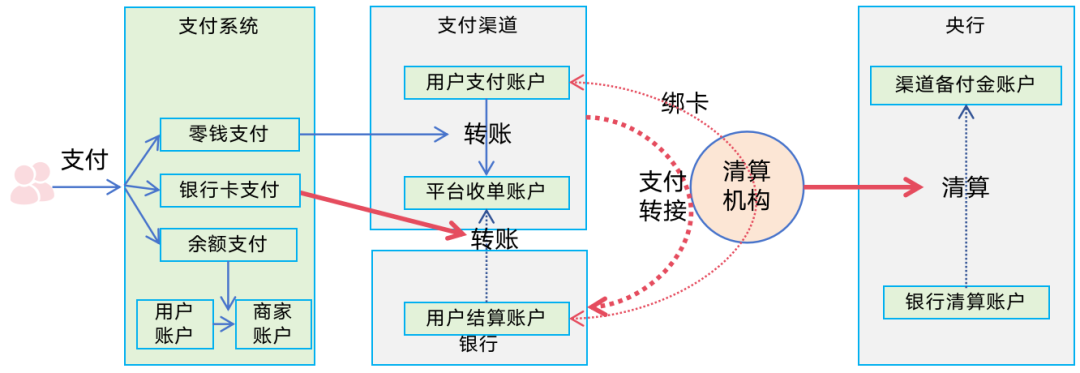 支付
支付系统
零钱支付
银行卡支付
余额支付
用户
账户
商家
账户
支付渠道
用户支付账户
转账
平台收单账户
转账
用户结算账户
银行
绑卡
支付
转接
清算
机构
央行
渠道备付金账户
清算
银行清算账户